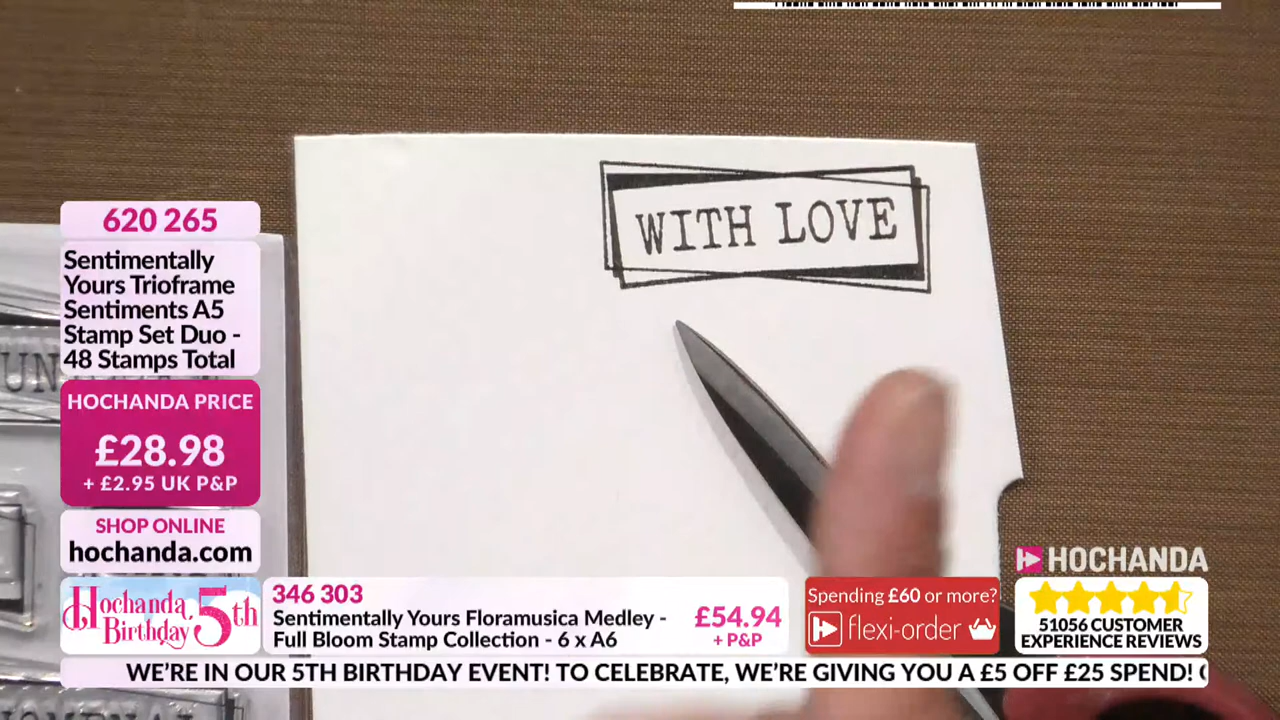 WITH LOVE
620 265
Sentimentally
Yours Trioframe
Sentiments A5
Stamp Set Duo -
48 Stamps Total
HOCHANDA PRICE
£28.98
+ £2.95 UK P&P
SHOP ONLINE
hochanda.com
Hochanda
Birthday 5th
346 303
Sentimentally Yours Floramusica Medley -
Full Bloom Stamp Collection - 6 x A6
£54.94
+ P&P
Spending £60 or more?
flexi-order
HOCHANDA
51056 CUSTOMER
EXPERIENCE REVIEWS
WE'RE IN OUR 5TH BIRTHDAY EVENT! TO CELEBRATE, WE'RE GIVING YOU A £5 OFF £25 SPEND!